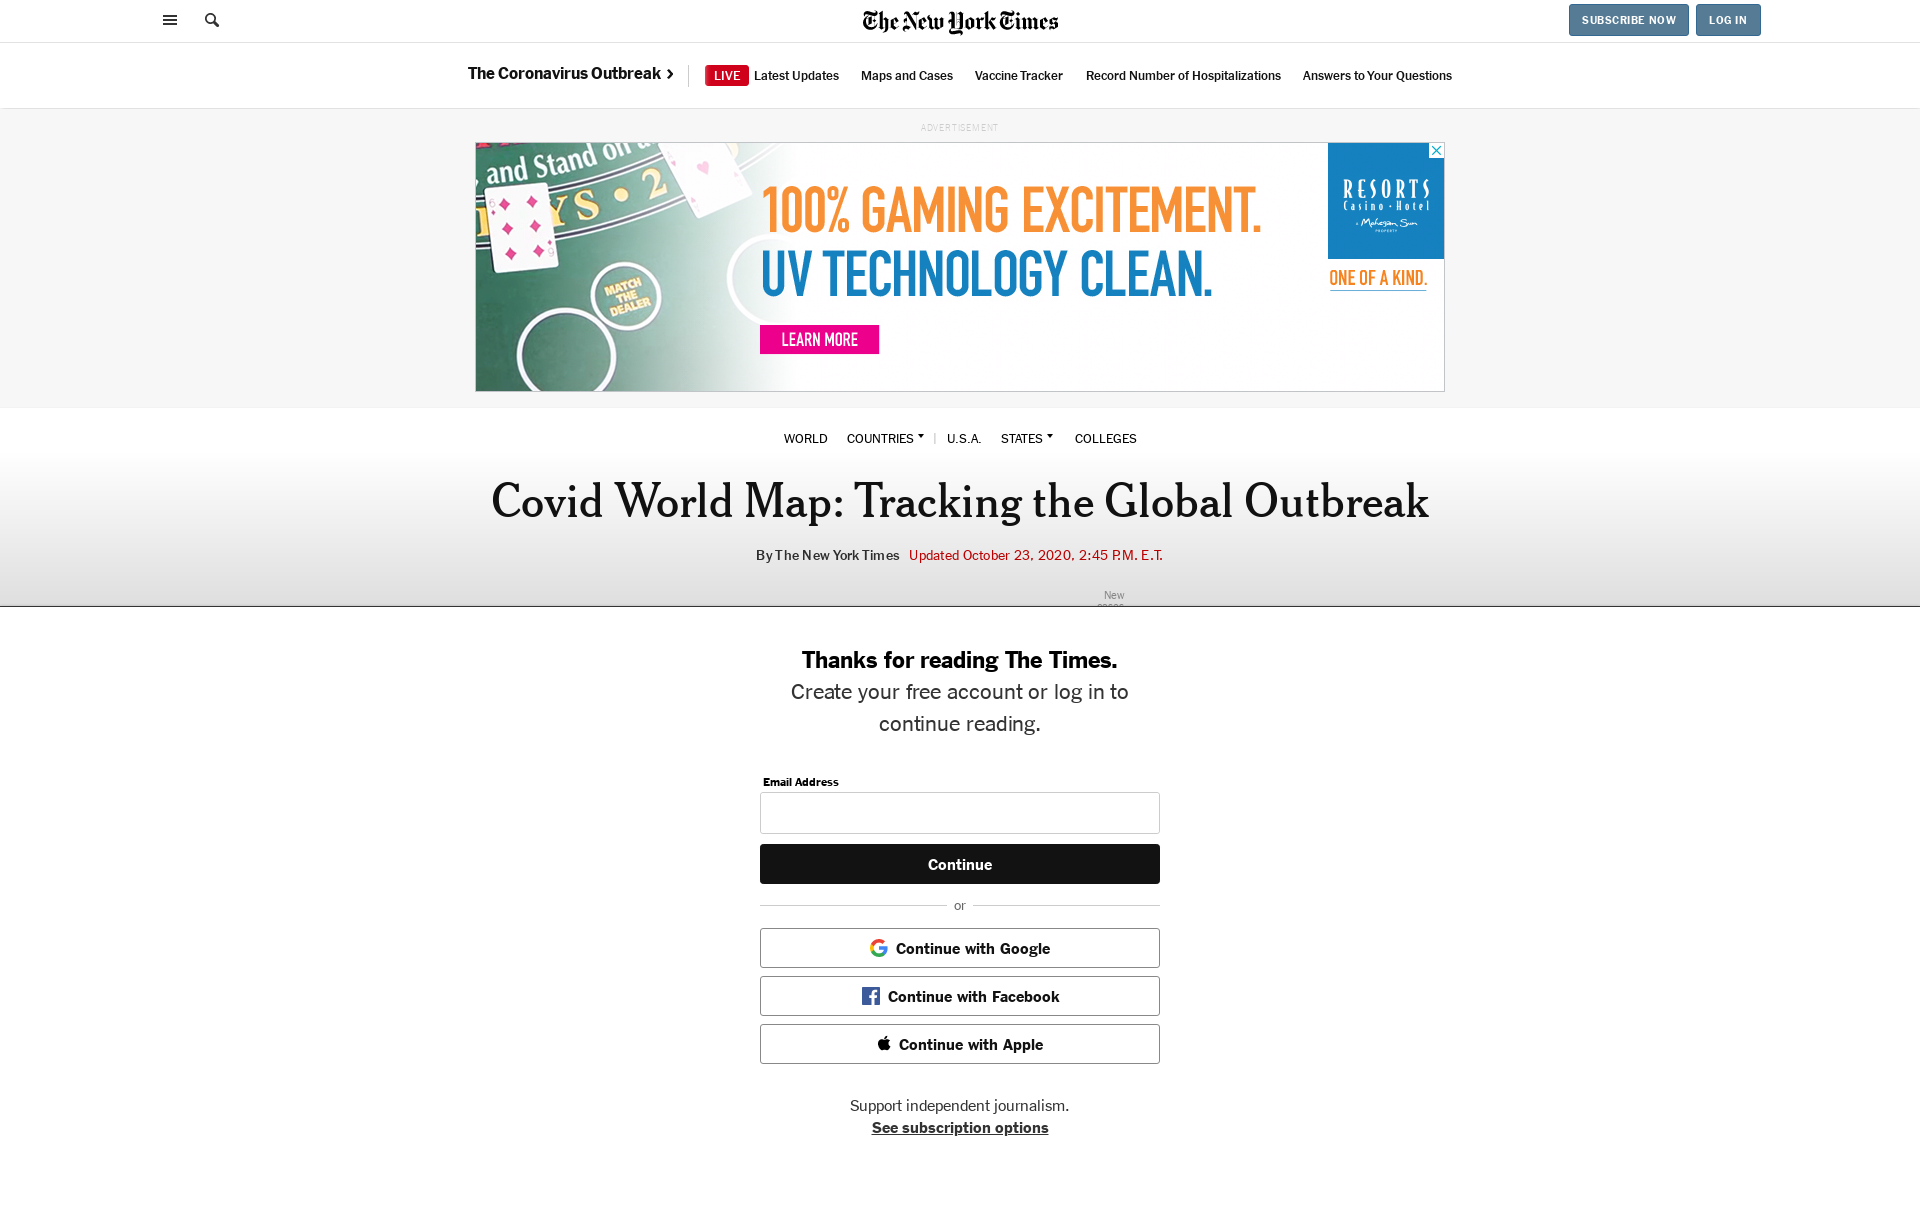 The New York Times
SUBSCRIBE NOW
LOG IN
The Coronavirus Outbreak
LIVE Latest Updates
Maps and Cases
Vaccine Tracker
Record Number of Hospitalizations
Answers to Your Questions
ADVERTISEMENT
and Stand on a
2
MATCH
THE
DEALER
100% GAMING EXCITEMENT.
UV TECHNOLOGY CLEAN.
LEARN MORE
RESORTS
Casino • Hotel
a Mohegan Sun
PROPERTY
ONE OF A KIND.
WORLD
COUNTRIES
U.S.A.
STATES
COLLEGES
Covid World Map: Tracking the Global Outbreak
By The New York Times Updated October 23, 2020, 2:45 P.M. E.T.
New
Thanks for reading The Times.
Create your free account or log in to
continue reading.
Email Address
Continue
or
Continue with Google
Continue with Facebook
Continue with Apple
Support independent journalism.
See subscription options